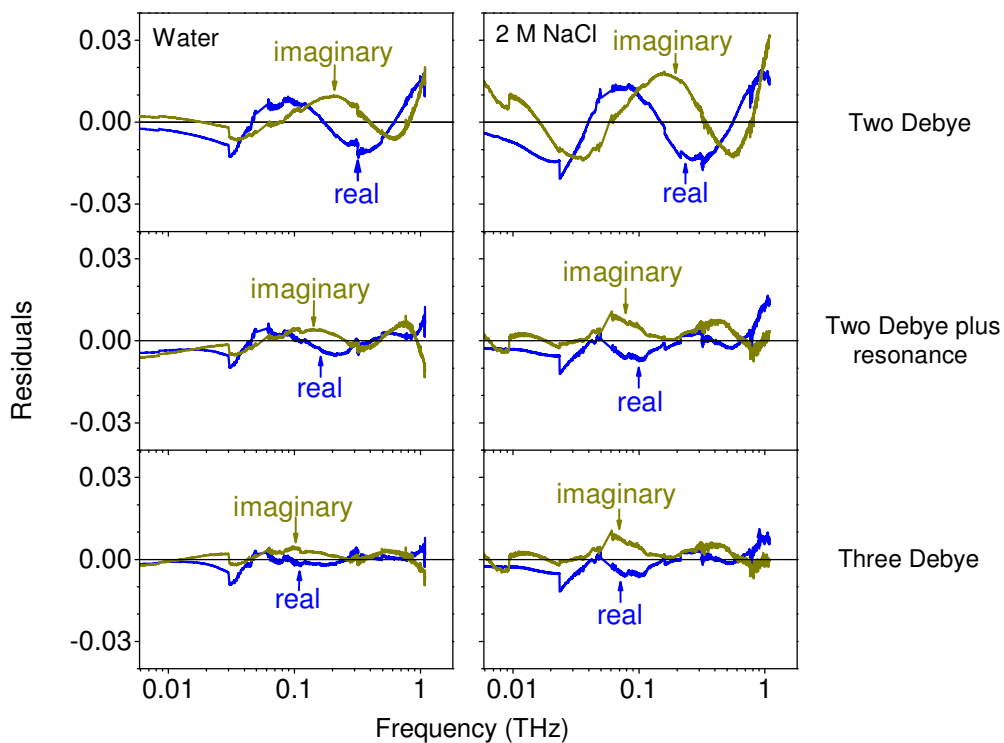 Water
2 M NaCl
0.03
0.00
-0.03
imaginary
real
imaginary
real
Two Debye
0.03
0.00
-0.03
imaginary
real
imaginary
real
Two Debye plus
resonance
0.03
0.00
-0.03
imaginary
real
imaginary
real
Three Debye
Residuals
0.01
0.1
1
0.01
0.1
1
Frequency (THz)